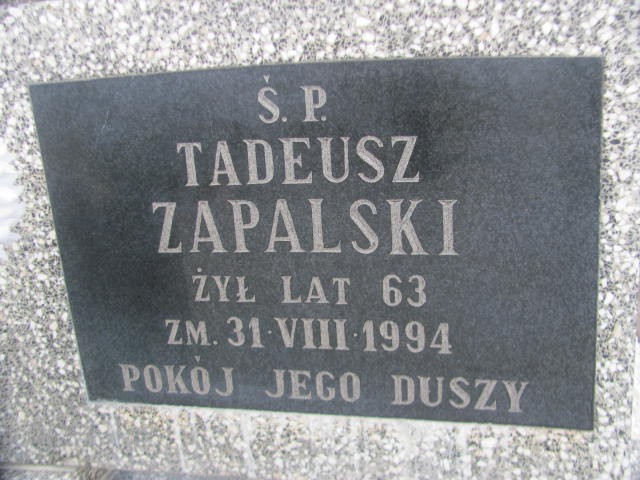 Ś. P.
TADEUSZ
ZAPALSKI
ŻYŁ LAT 63
ZM. 31·VIII·1994
POKÓJ JEGO DUSZY